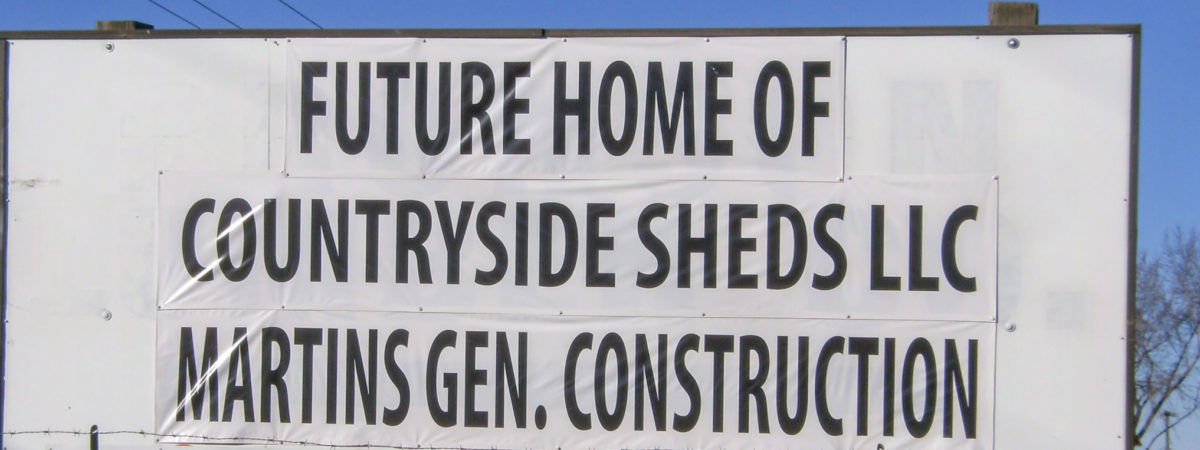 FUTURE HOME OF
COUNTRYSIDE SHEDS LLC
MARTINS GEN. CONSTRUCTION